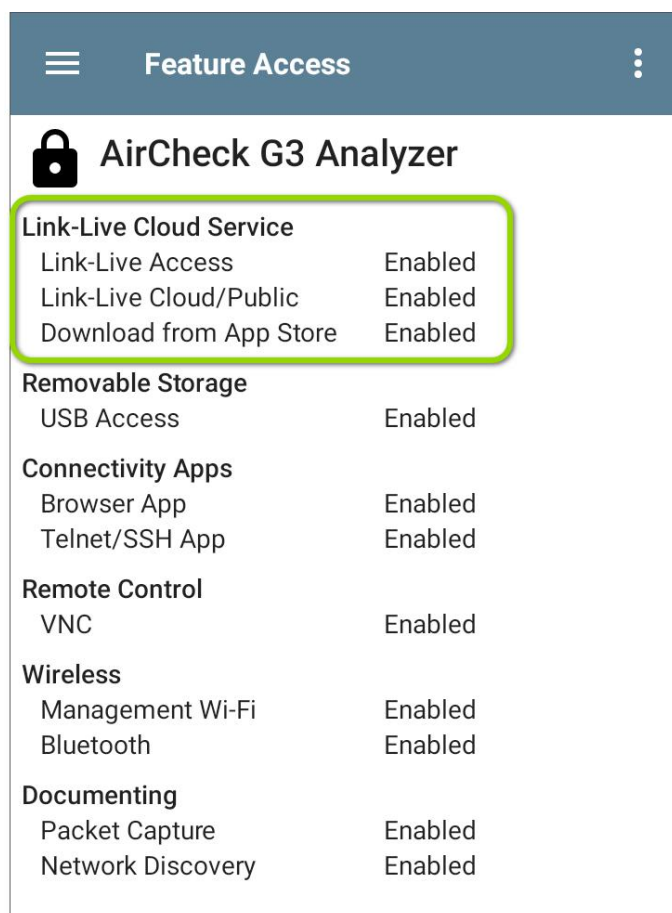 Feature Access
AirCheck G3 Analyzer
Link-Live Cloud Service
Link-Live Access Enabled
Link-Live Cloud/Public Enabled
Download from App Store Enabled
Removable Storage
USB Access Enabled
Connectivity Apps
Browser App Enabled
Telnet/SSH App Enabled
Remote Control
VNC Enabled
Wireless
Management Wi-Fi Enabled
Bluetooth Enabled
Documenting
Packet Capture Enabled
Network Discovery Enabled